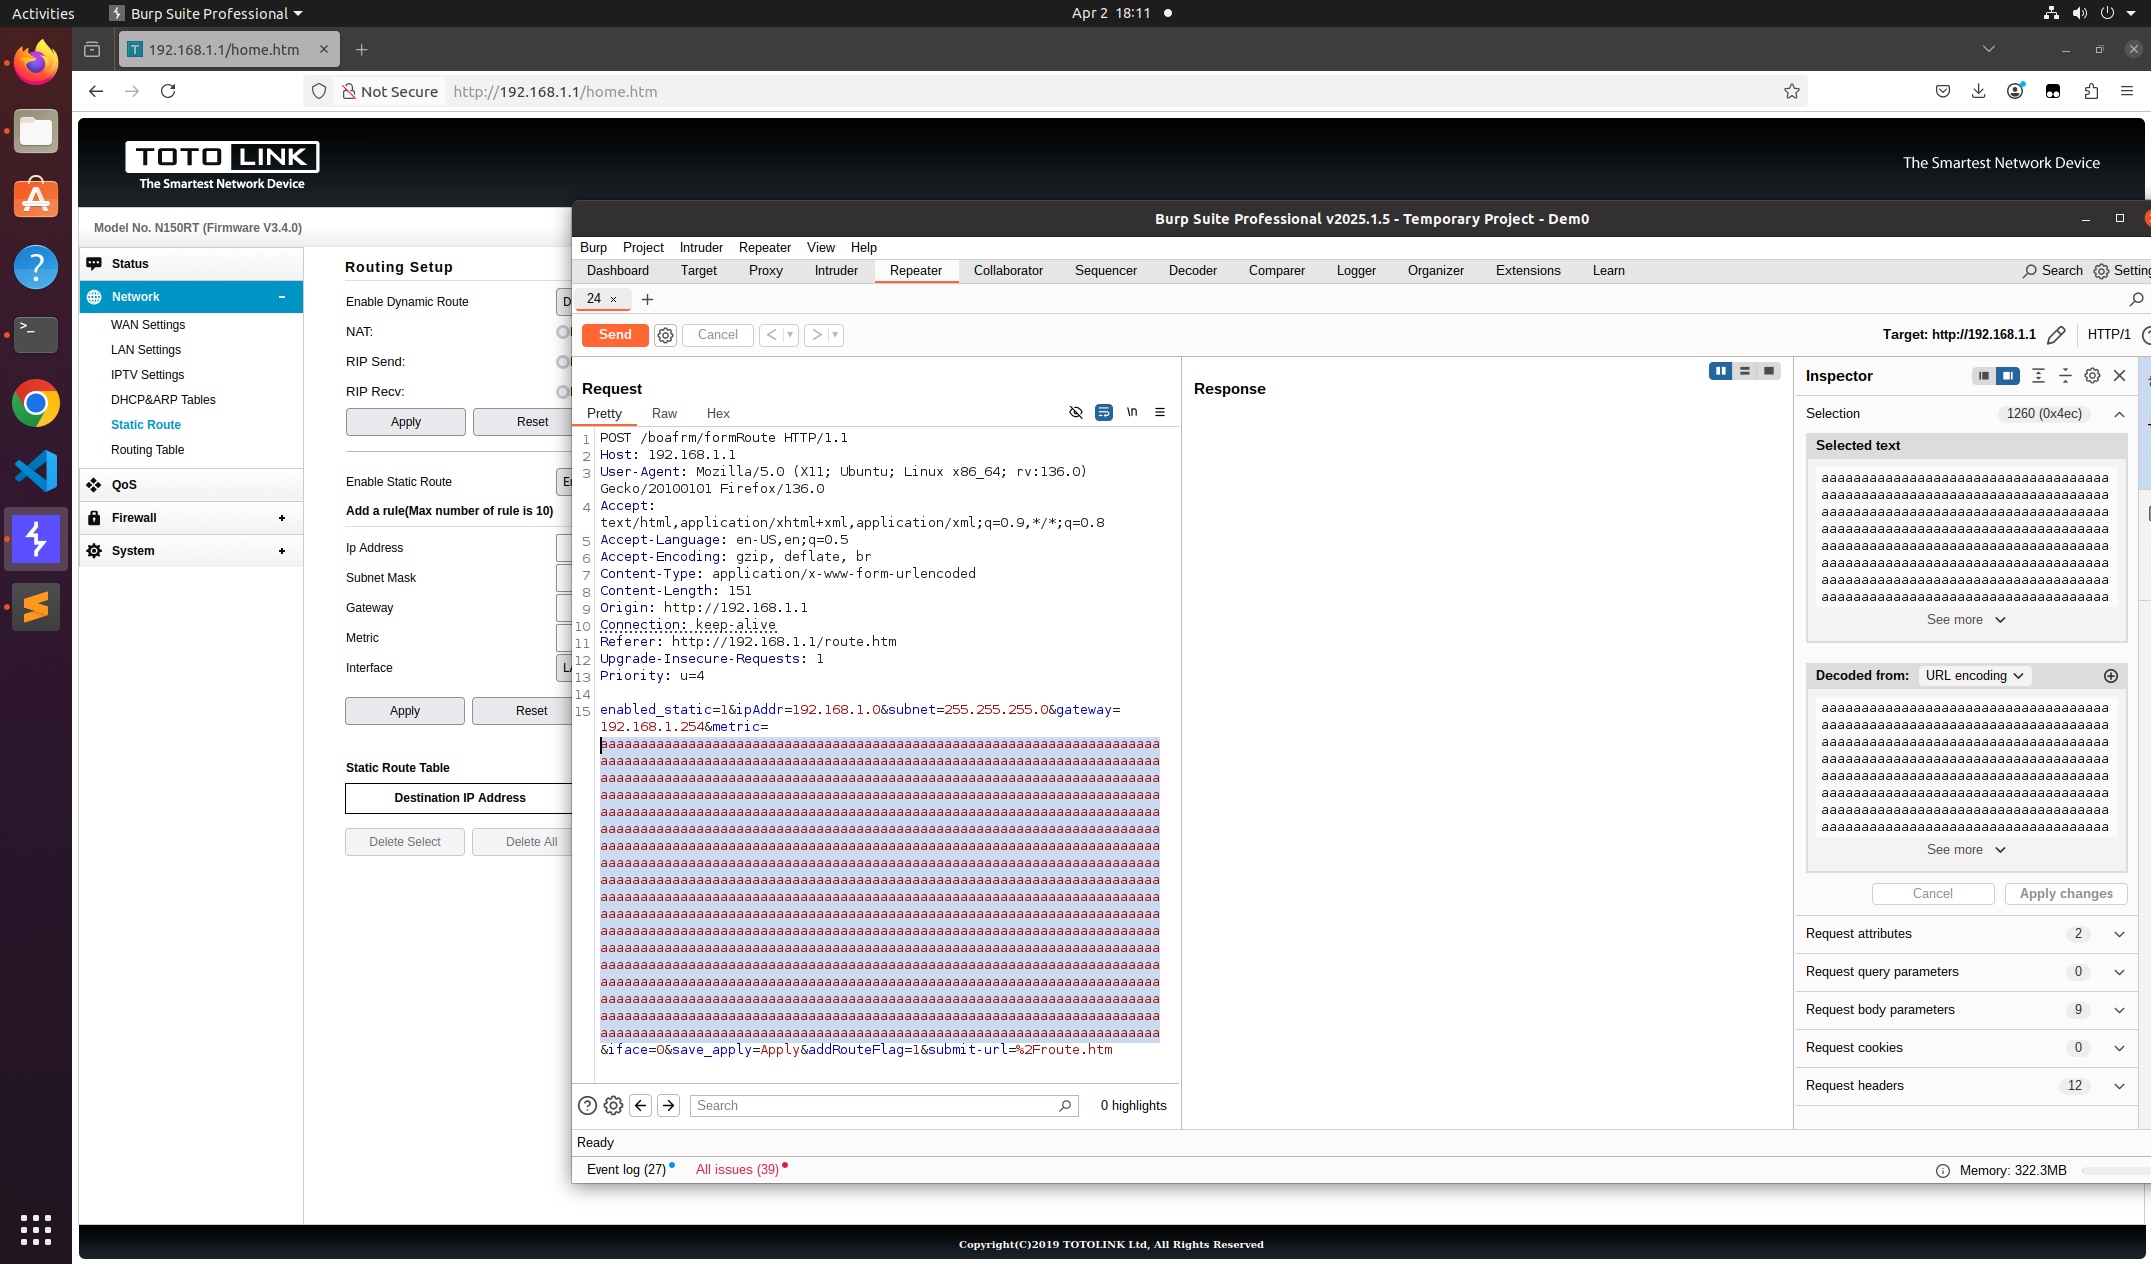 Activities
Burp Suite Professional
Apr 2 18:11
192.168.1.1/home.htm
Not Secure
http://192.168.1.1/home.htm
TOTO LINK
The Smartest Network Device
The Smartest Network Device
Model No. N150RT (Firmware V3.4.0)
Status
Network
WAN Settings
LAN Settings
IPTV Settings
DHCP&ARP Tables
Static Route
Routing Table
QoS
Firewall
System
Routing Setup
Enable Dynamic Route
NAT:
RIP Send:
RIP Recv:
Apply Reset
Enable Static Route
Add a rule(Max number of rule is 10)
Ip Address
Subnet Mask
Gateway
Metric
Interface
Apply Reset
Static Route Table
Destination IP Address
Delete Select Delete All
Burp Suite Professional v2025.1.5 - Temporary Project - Dem0
Burp Project Intruder Repeater View Help
Dashboard Target Proxy Intruder Repeater Collaborator Sequencer Decoder Comparer Logger Organizer Extensions Learn
Search
24
Send Cancel
Target: http://192.168.1.1
HTTP/1
Request
Pretty Raw Hex
\n
1 POST /boafrm/formRoute HTTP/1.1
2 Host: 192.168.1.1
3 User-Agent: Mozilla/5.0 (X11; Ubuntu; Linux x86_64; rv:136.0)
Gecko/20100101 Firefox/136.0
4 Accept:
text/html,application/xhtml+xml,application/xml;q=0.9,*/*;q=0.8
5 Accept-Language: en-US,en;q=0.5
6 Accept-Encoding: gzip, deflate, br
7 Content-Type: application/x-www-form-urlencoded
8 Content-Length: 151
9 Origin: http://192.168.1.1
10 Connection: keep-alive
11 Referer: http://192.168.1.1/route.htm
12 Upgrade-Insecure-Requests: 1
13 Priority: u=4
14
15 enabled_static=1&ipAddr=192.168.1.0&subnet=255.255.255.0&gateway=
192.168.1.254&metric=
&iface=0&save_apply=Apply&addRouteFlag=1&submit-url=%2Froute.htm
Search
0 highlights
Response
Inspector
Selection 1260 (0x4ec)
Selected text
See more
Decoded from: URL encoding
See more
Cancel Apply changes
Request attributes 2
Request query parameters 0
Request body parameters 9
Request cookies 0
Request headers 12
Ready
Event log (27)
All issues (39)
Memory: 322.3MB
Copyright(C)2019 TOTOLINK Ltd, All Rights Reserved